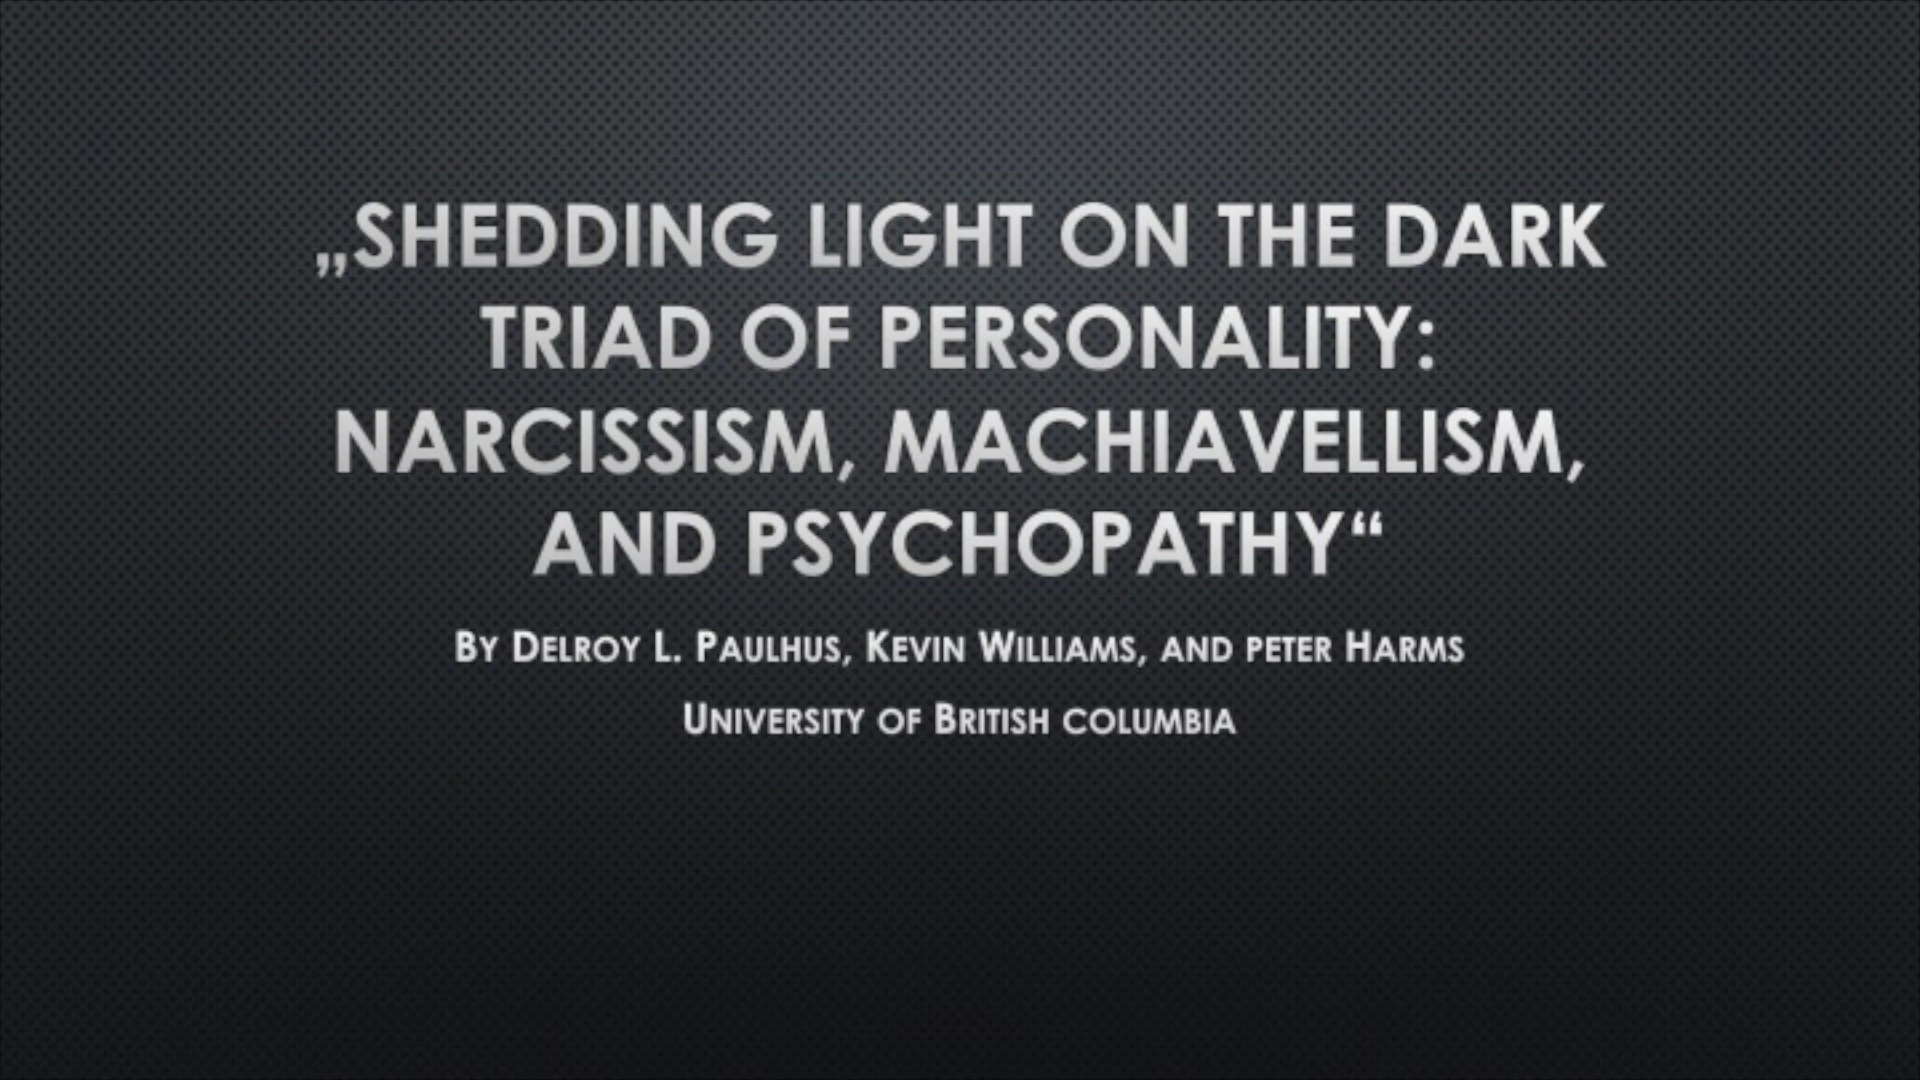 „SHEDDING LIGHT ON THE DARK
TRIAD OF PERSONALITY:
NARCISSISM, MACHIAVELLISM,
AND PSYCHOPATHY“
BY DELROY L. PAULHUS, KEVIN WILLIAMS, AND PETER HARMS
UNIVERSITY OF BRITISH COLUMBIA